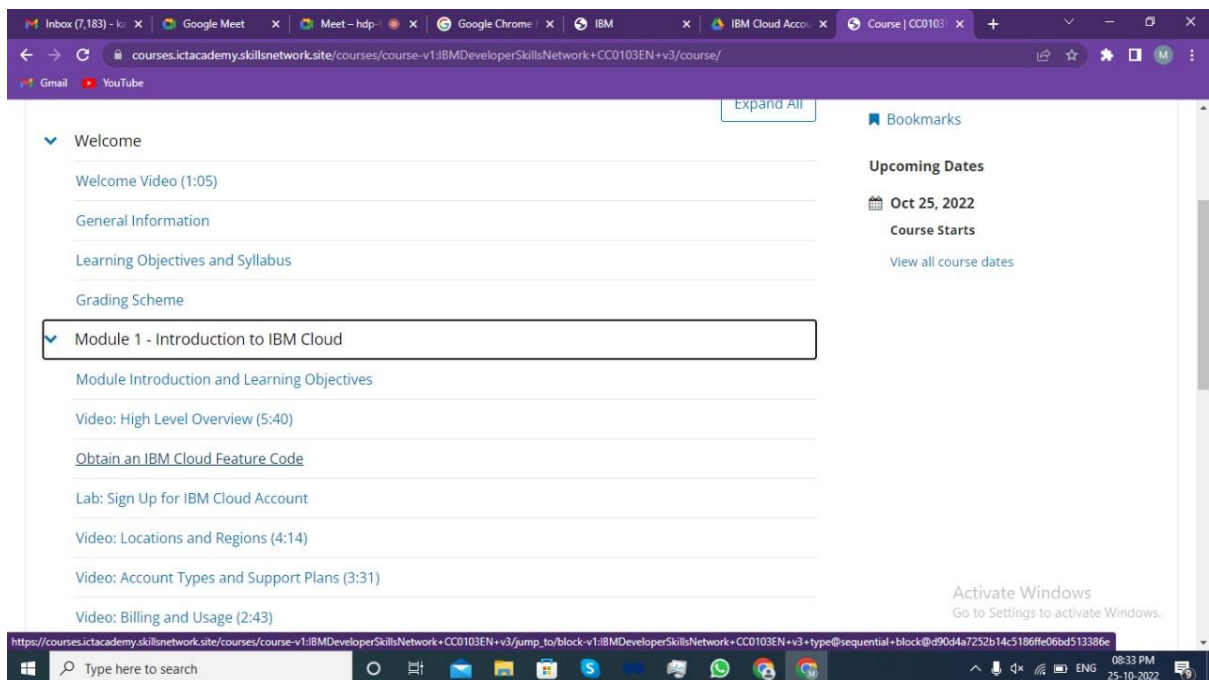 Inbox (7,183) - ka
Google Meet
Meet – hdp-
Google Chrome
IBM
IBM Cloud Accou
Course | CC0103
courses.ictacademy.skillsnetwork.site/courses/course-v1:IBMDeveloperSkillsNetwork+CC0103EN+v3/course/
M
Gmail
YouTube
Expand All
Bookmarks
Welcome
Welcome Video (1:05)
Upcoming Dates
Oct 25, 2022
General Information
Course Starts
Learning Objectives and Syllabus
View all course dates
Grading Scheme
Module 1 - Introduction to IBM Cloud
Module Introduction and Learning Objectives
Video: High Level Overview (5:40)
Obtain an IBM Cloud Feature Code
Lab: Sign Up for IBM Cloud Account
Video: Locations and Regions (4:14)
Video: Account Types and Support Plans (3:31)
Video: Billing and Usage (2:43)
Activate Windows
Go to Settings to activate Windows.
https://courses.ictacademy.skillsnetwork.site/courses/course-v1:IBMDeveloperSkillsNetwork+CC0103EN+v3/jump_to/block-v1:IBMDeveloperSkillsNetwork+CC0103EN+v3+type@sequential+block@d90d4a7252b14c5186ffe06bd513386e
Type here to search
ENG
08:33 PM
25-10-2022